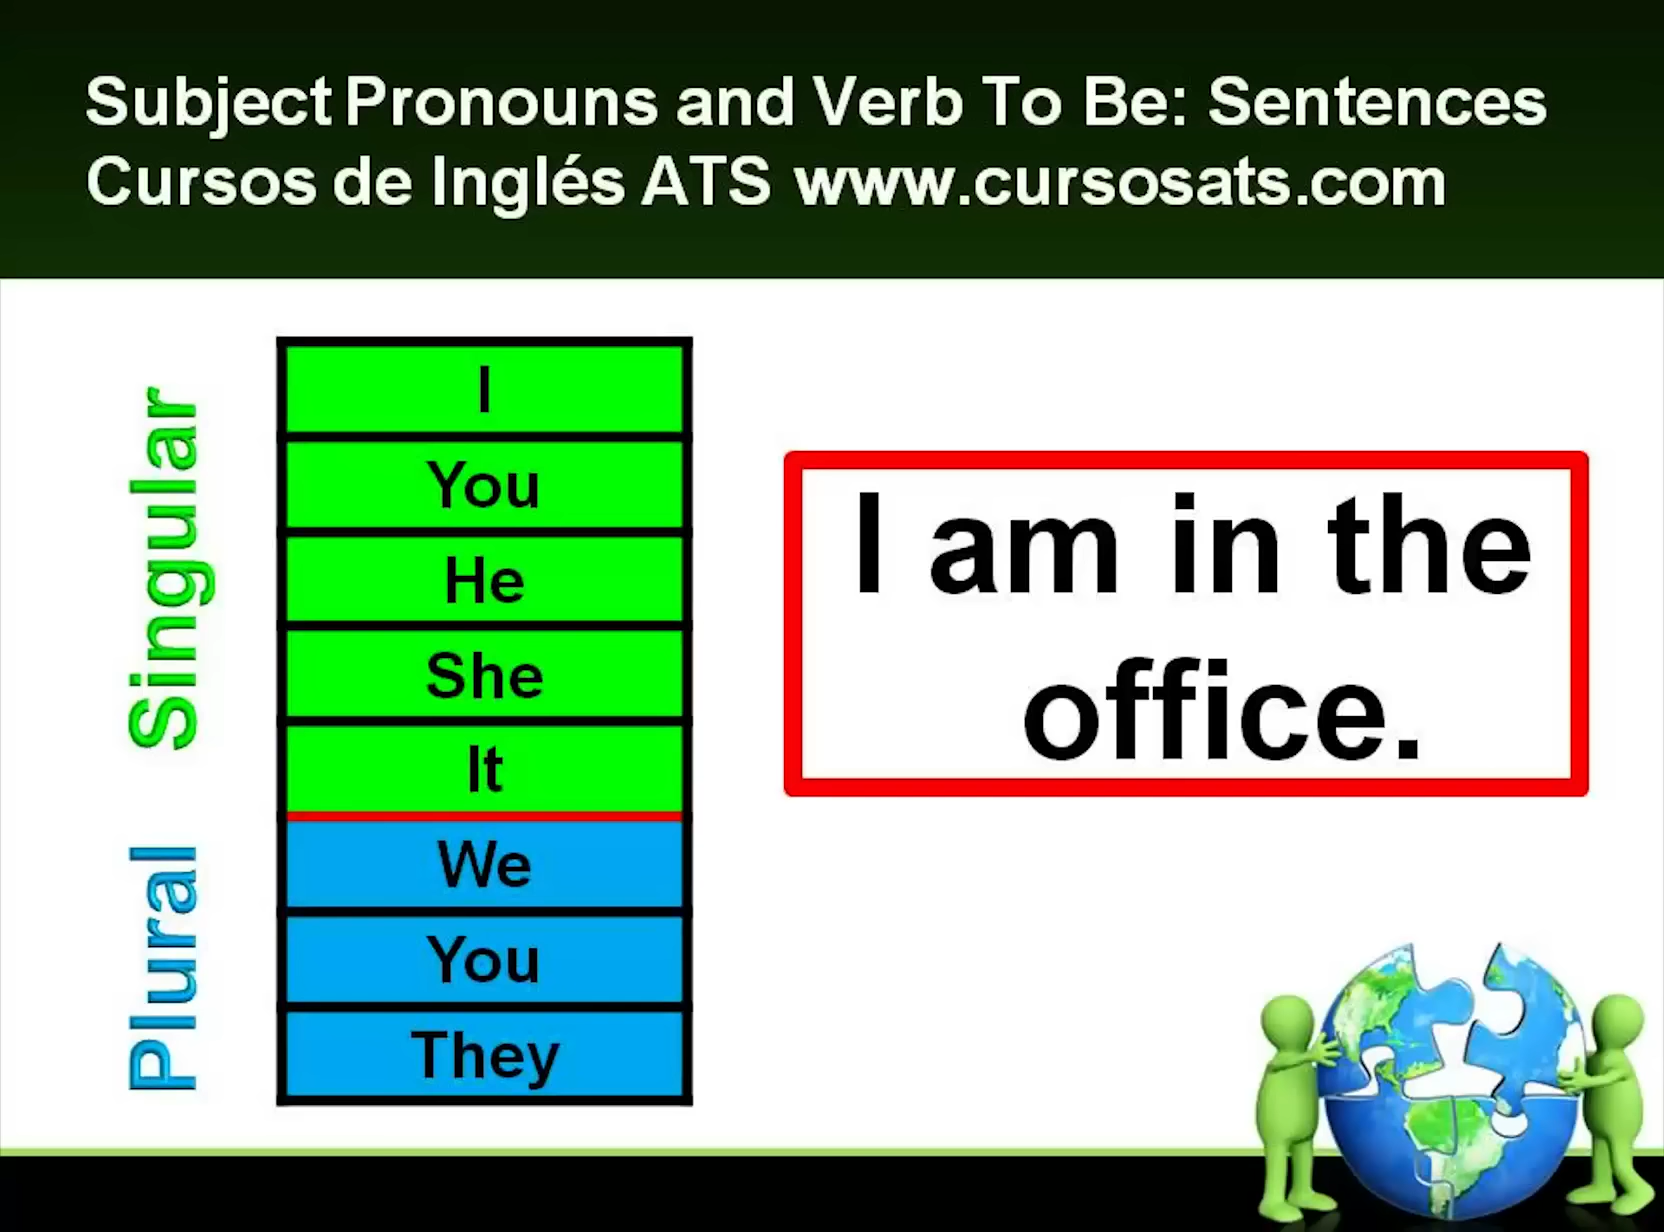 Subject Pronouns and Verb To Be: Sentences
Cursos de Inglés ATS www.cursosats.com
Singular
I
You
He
She
It
Plural
We
You
They
I am in the
office.